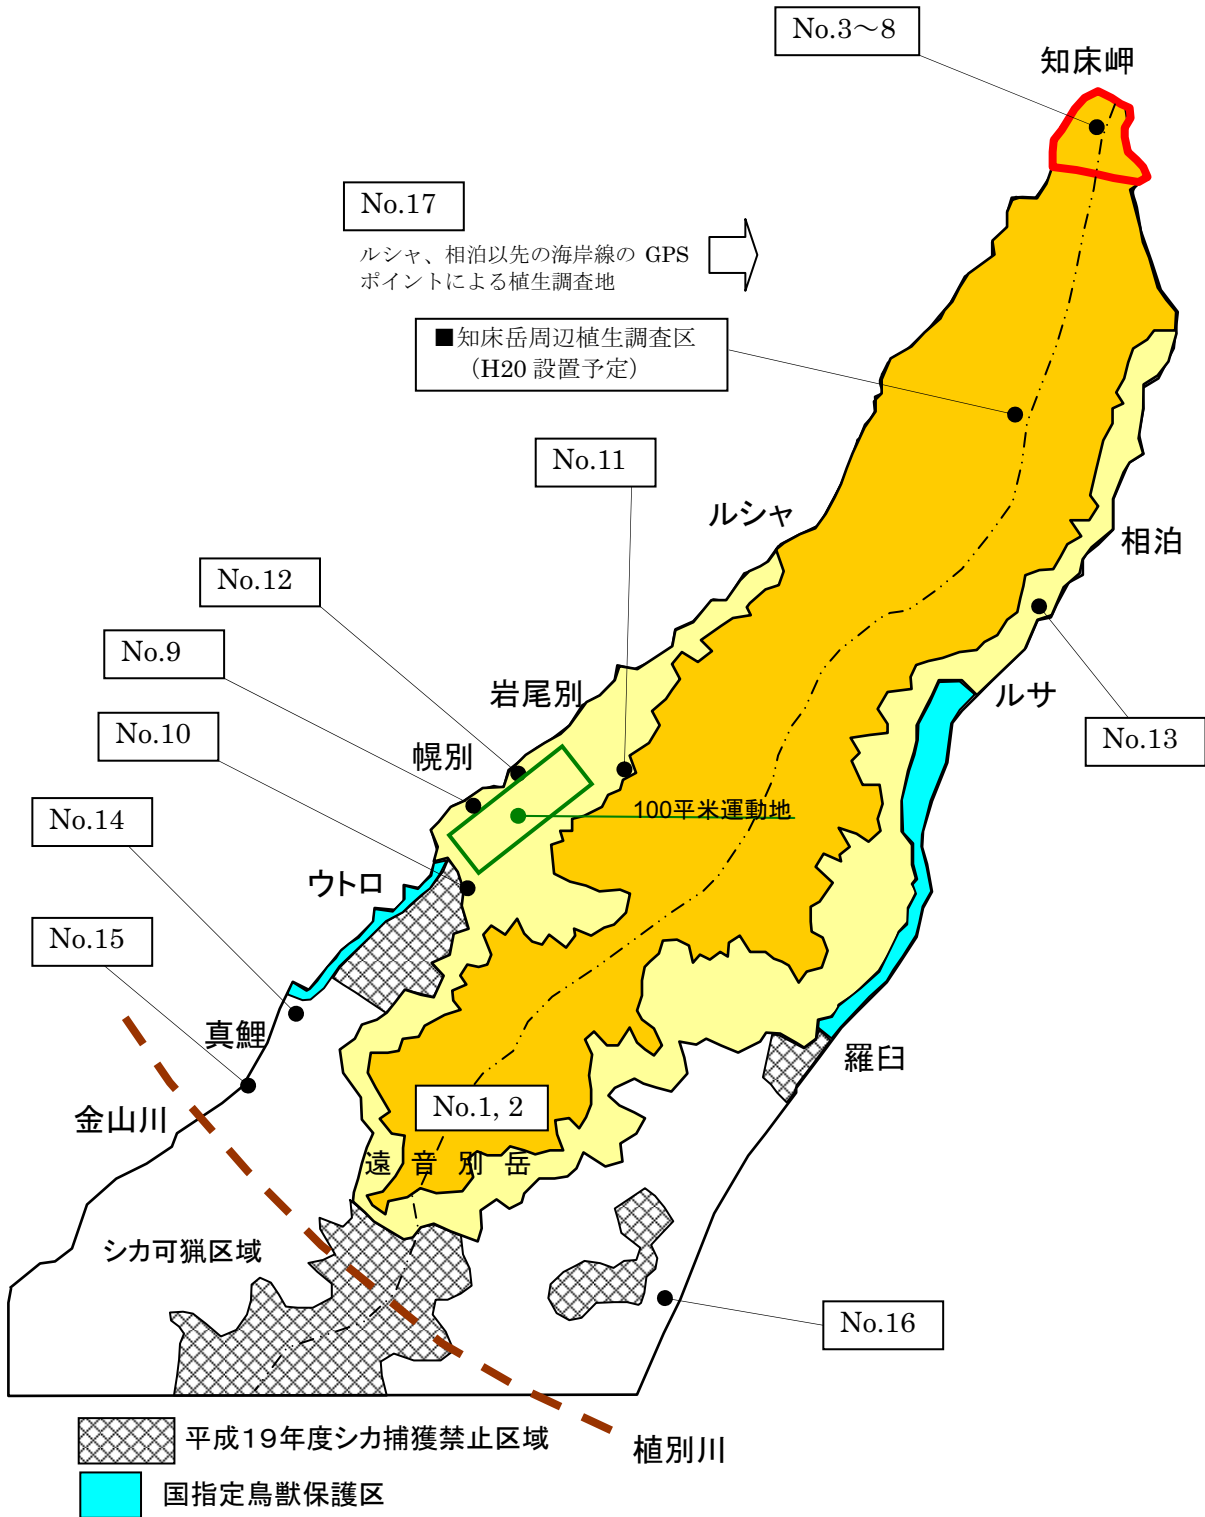 No.3～8
知床岬
No.17
ルシャ、相泊以先の海岸線の GPS
ポイントによる植生調査地
■知床岳周辺植生調査区
（H20 設置予定）
No.11
ルシャ
相泊
No.12
No.9
岩尾別
ルサ
No.10
幌別
No.13
No.14
100平米運動地
ウトロ
No.15
真鯉
羅臼
金山川
No.1, 2
遠音別岳
シカ可猟区域
No.16
平成19年度シカ捕獲禁止区域
植別川
国指定鳥獣保護区